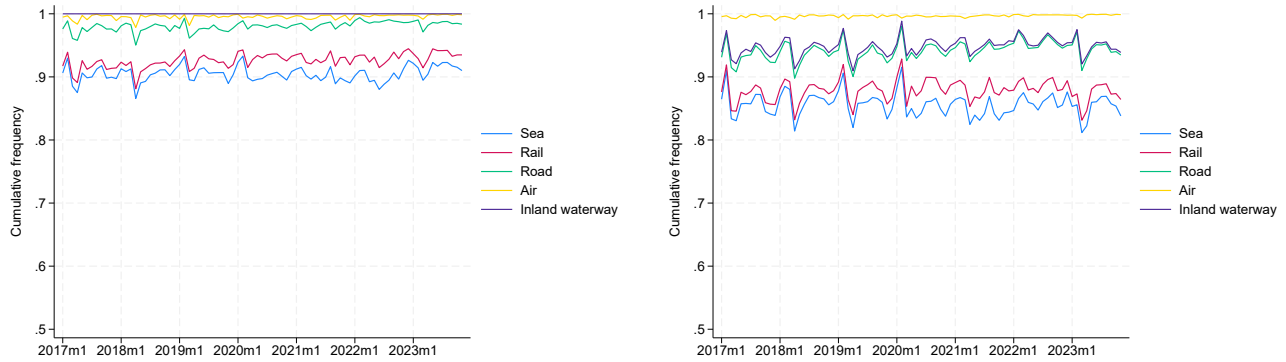 Cumulative frequency
1
.9
.8
.7
.6
.5
2017m1 2018m1 2019m1 2020m1 2021m1 2022m1 2023m1
Sea
Rail
Road
Air
Inland waterway
Cumulative frequency
1
.9
.8
.7
.6
.5
2017m1 2018m1 2019m1 2020m1 2021m1 2022m1 2023m1
Sea
Rail
Road
Air
Inland waterway